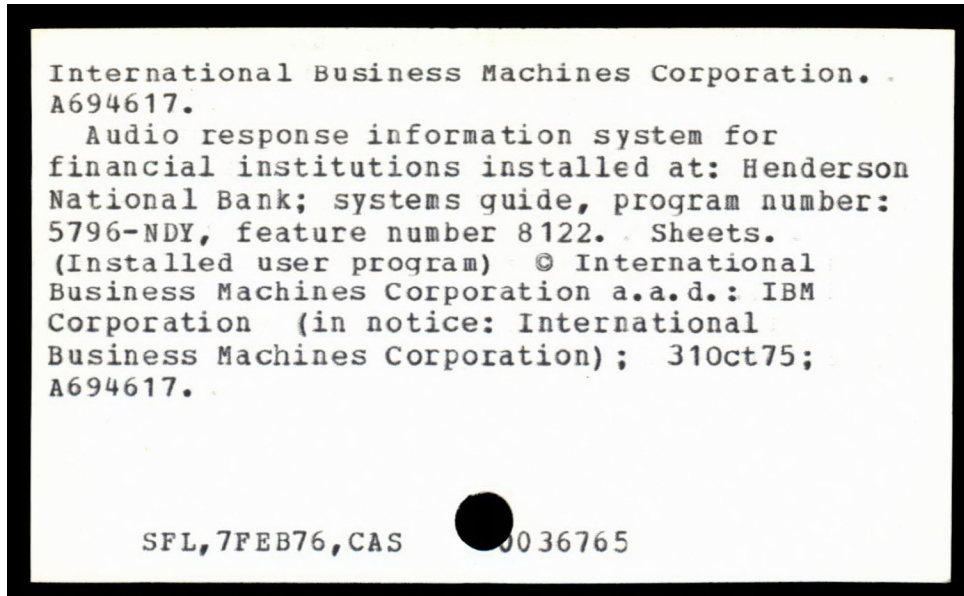 International Business Machines Corporation.
A694617.
Audio response information system for
financial institutions installed at: Henderson
National Bank; systems guide, program number:
5796-NDY, feature number 8122. Sheets.
(Installed user program) © International
Business Machines Corporation a.a.d.: IBM
Corporation (in notice: International
Business Machines Corporation); 31Oct75;
A694617.
SFL,7FEB76,CAS 0036765